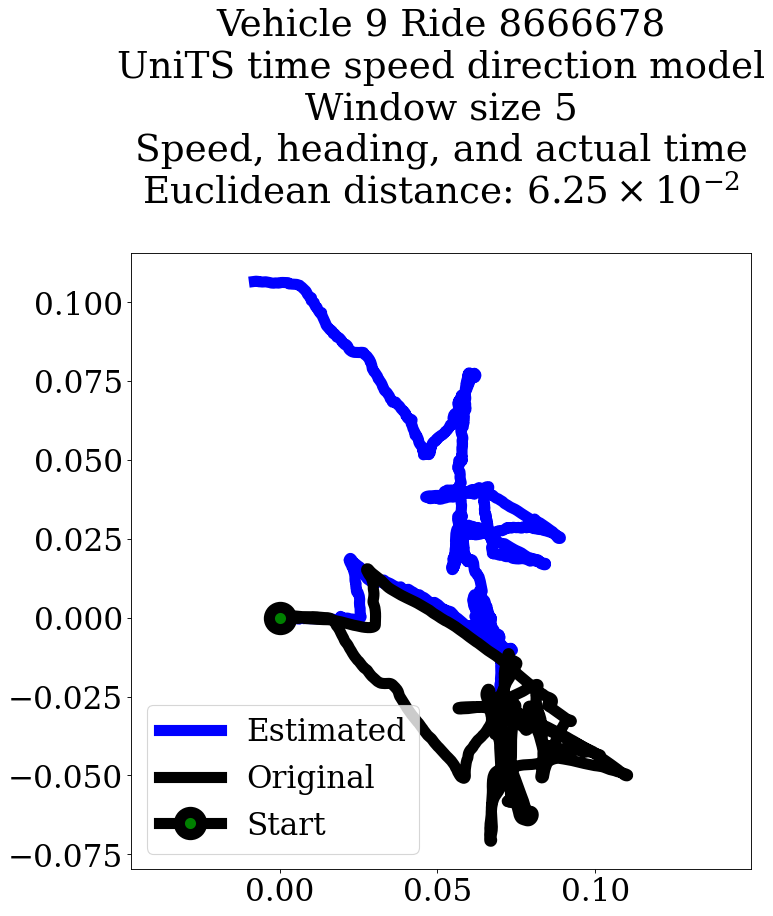 Vehicle 9 Ride 8666678
UniTS time speed direction model
Window size 5
Speed, heading, and actual time
Euclidean distance: 6.25 × 10⁻²
0.100
0.075
0.050
0.025
0.000
−0.025
−0.050
−0.075
Estimated
Original
Start
0.00 0.05 0.10